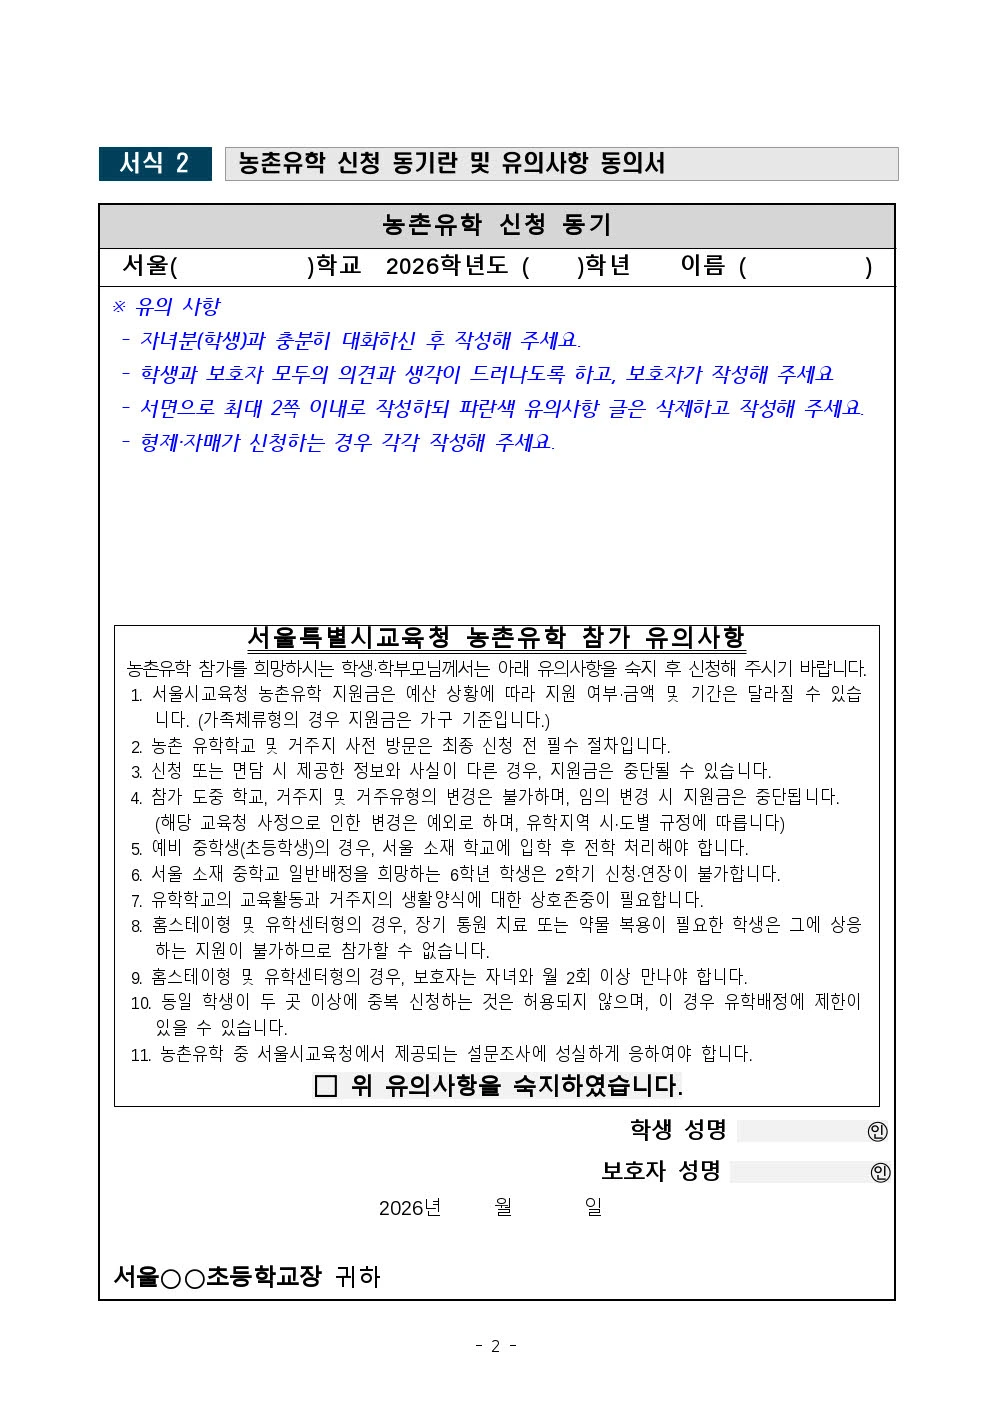 서식 2 농촌유학 신청 동기란 및 유의사항 동의서
농촌유학 신청 동기
서울( )학교 2026학년도 ( )학년 이름 ( )
※ 유의 사항
- 자녀분(학생)과 충분히 대화하신 후 작성해 주세요.
- 학생과 보호자 모두의 의견과 생각이 드러나도록 하고, 보호자가 작성해 주세요
- 서면으로 최대 2쪽 이내로 작성하되 파란색 유의사항 글은 삭제하고 작성해 주세요.
- 형제·자매가 신청하는 경우 각각 작성해 주세요.
서울특별시교육청 농촌유학 참가 유의사항
농촌유학 참가를 희망하시는 학생·학부모님께서는 아래 유의사항을 숙지 후 신청해 주시기 바랍니다.
1. 서울시교육청 농촌유학 지원금은 예산 상황에 따라 지원 여부·금액 및 기간은 달라질 수 있습
니다. (가족체류형의 경우 지원금은 가구 기준입니다.)
2. 농촌 유학학교 및 거주지 사전 방문은 최종 신청 전 필수 절차입니다.
3. 신청 또는 면담 시 제공한 정보와 사실이 다른 경우, 지원금은 중단될 수 있습니다.
4. 참가 도중 학교, 거주지 및 거주유형의 변경은 불가하며, 임의 변경 시 지원금은 중단됩니다.
(해당 교육청 사정으로 인한 변경은 예외로 하며, 유학지역 시·도별 규정에 따릅니다)
5. 예비 중학생(초등학생)의 경우, 서울 소재 학교에 입학 후 전학 처리해야 합니다.
6. 서울 소재 중학교 일반배정을 희망하는 6학년 학생은 2학기 신청·연장이 불가합니다.
7. 유학학교의 교육활동과 거주지의 생활양식에 대한 상호존중이 필요합니다.
8. 홈스테이형 및 유학센터형의 경우, 장기 통원 치료 또는 약물 복용이 필요한 학생은 그에 상응
하는 지원이 불가하므로 참가할 수 없습니다.
9. 홈스테이형 및 유학센터형의 경우, 보호자는 자녀와 월 2회 이상 만나야 합니다.
10. 동일 학생이 두 곳 이상에 중복 신청하는 것은 허용되지 않으며, 이 경우 유학배정에 제한이
있을 수 있습니다.
11. 농촌유학 중 서울시교육청에서 제공되는 설문조사에 성실하게 응하여야 합니다.
□ 위 유의사항을 숙지하였습니다.
학생 성명 ㉑인
보호자 성명 ㉑인
2026년 월 일
서울○○초등학교장 귀하
- 2 -